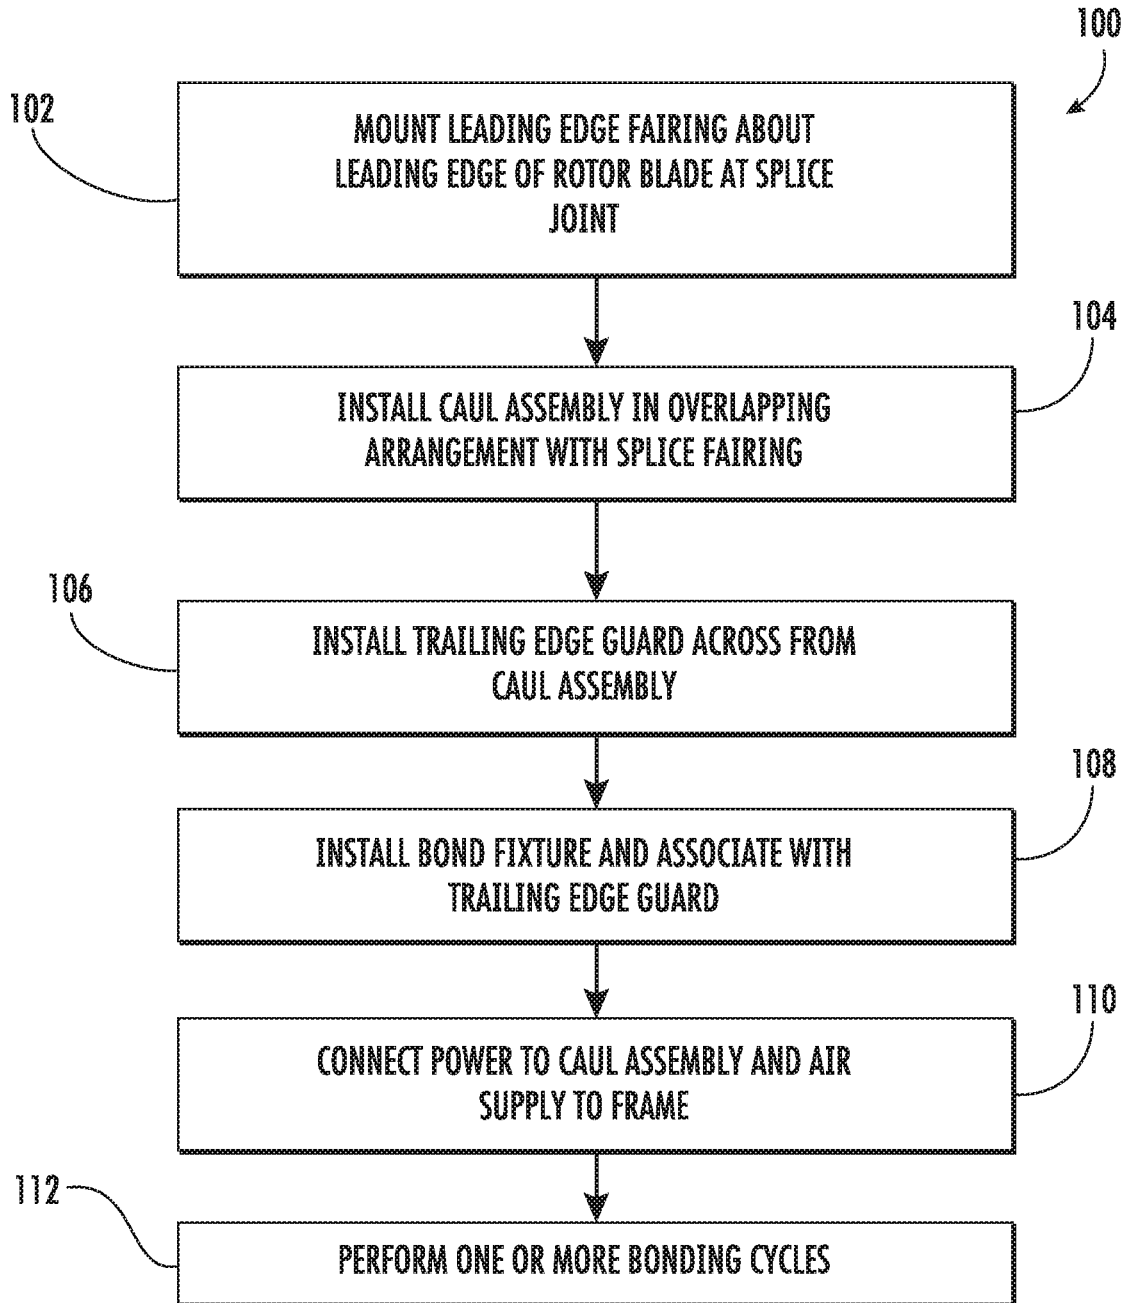 100
102
MOUNT LEADING EDGE FAIRING ABOUT
LEADING EDGE OF ROTOR BLADE AT SPLICE
JOINT
104
INSTALL CAUL ASSEMBLY IN OVERLAPPING
ARRANGEMENT WITH SPLICE FAIRING
106
INSTALL TRAILING EDGE GUARD ACROSS FROM
CAUL ASSEMBLY
108
INSTALL BOND FIXTURE AND ASSOCIATE WITH
TRAILING EDGE GUARD
110
CONNECT POWER TO CAUL ASSEMBLY AND AIR
SUPPLY TO FRAME
112
PERFORM ONE OR MORE BONDING CYCLES